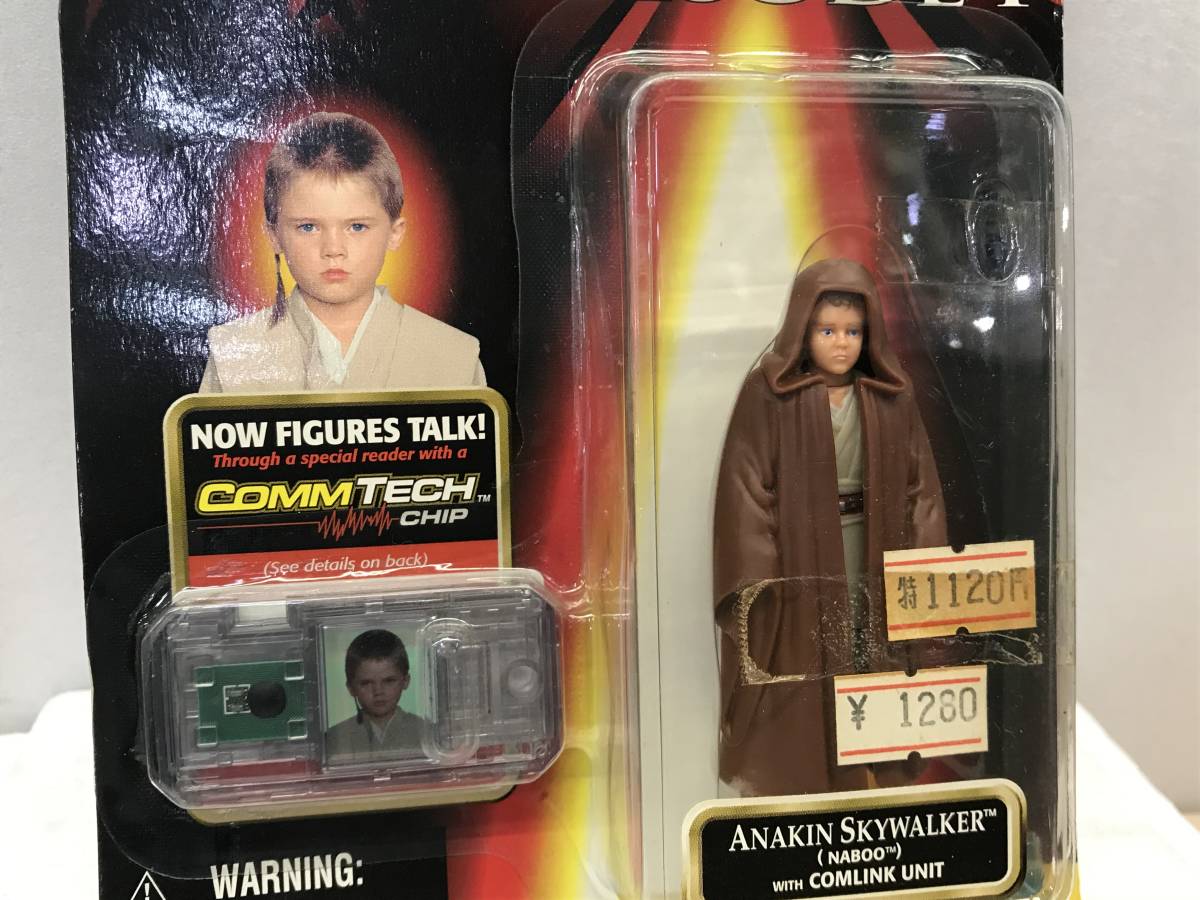 NOW FIGURES TALK!
Through a special reader with a
COMMTECH™
CHIP
(See details on back)
特1120円
¥ 1280
ANAKIN SKYWALKER™
(NABOO™)
WITH COMLINK UNIT
WARNING: